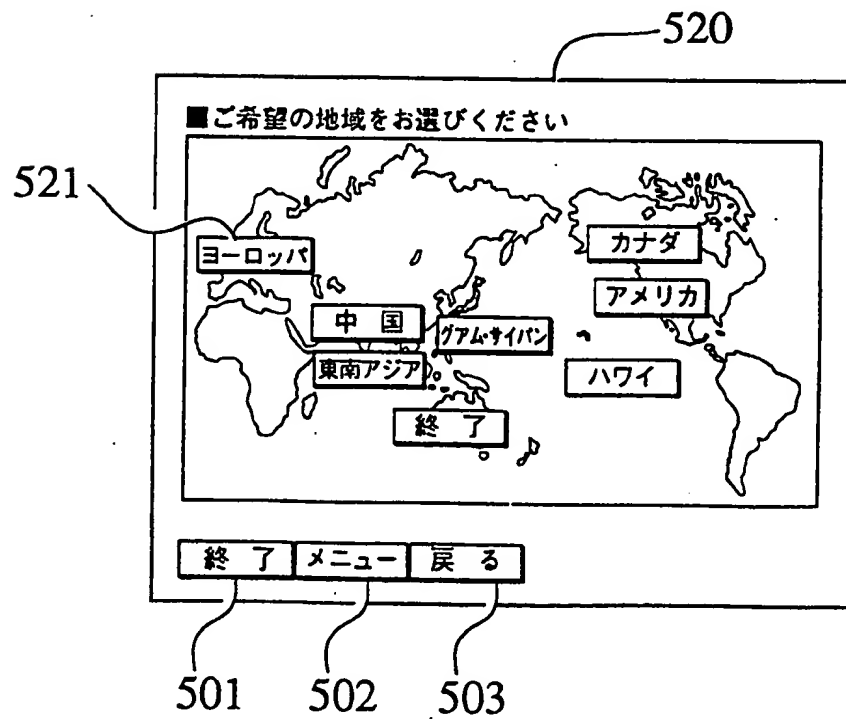 520
■ご希望の地域をお選びください
521
ヨーロッパ
カナダ
アメリカ
中 国
グアム・サイパン
東南アジア
ハワイ
終 了
終 了 メニュー 戻 る
501 502 503